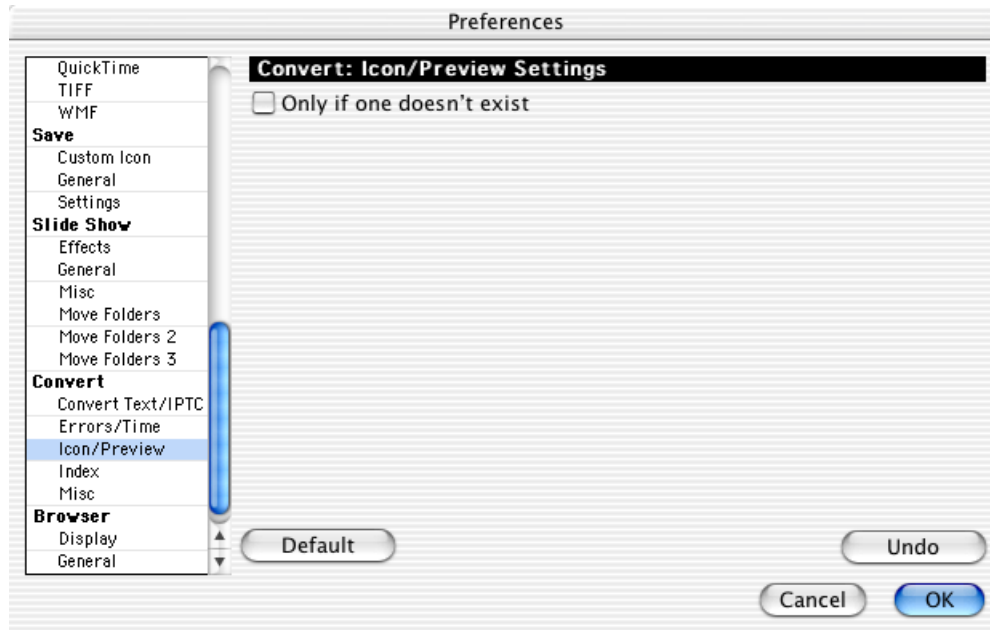 Preferences
QuickTime
TIFF
WMF
Save
Custom Icon
General
Settings
Slide Show
Effects
General
Misc
Move Folders
Move Folders 2
Move Folders 3
Convert
Convert Text/IPTC
Errors/Time
Icon/Preview
Index
Misc
Browser
Display
General
Convert: Icon/Preview Settings
Only if one doesn't exist
Default
Undo
Cancel
OK